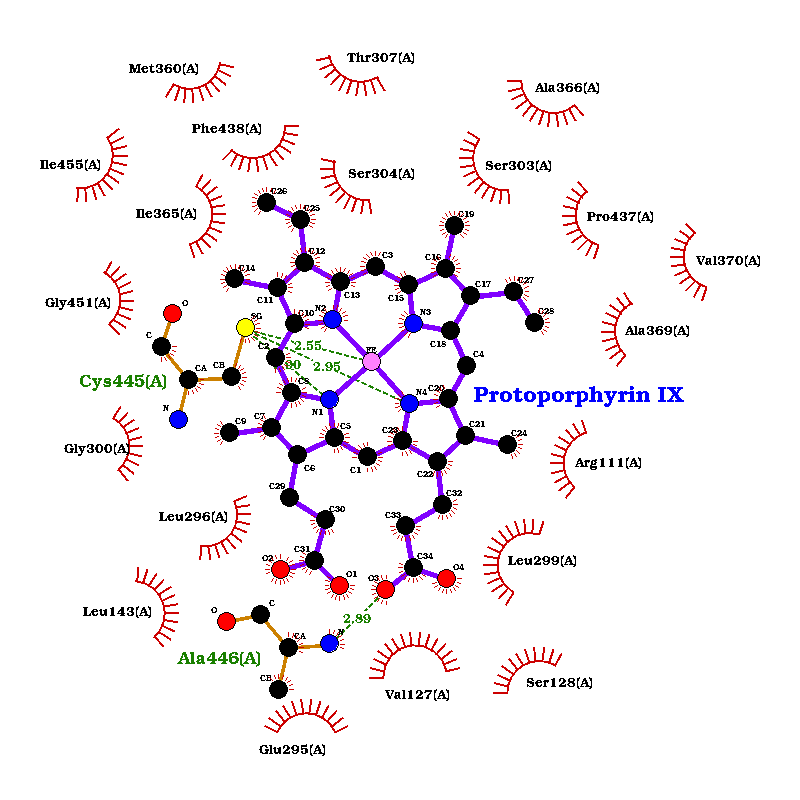 Thr307(A)
Met360(A)
Ala366(A)
Phe438(A)
Ile455(A)
Ser304(A)
Ser303(A)
C26
C25
Ile365(A)
C19
Pro437(A)
Val370(A)
C12
C3
C16
C14
C11
C13
C15
C17
C27
Gly451(A)
O
SG
C10
N2
N3
C28
Ala369(A)
C
C2
2.55
FE
C18
C4
CA
CB
2.95
Cys445(A)
C8
C20
Protoporphyrin IX
N
N1
N4
C9
C7
C5
C23
C21
C24
Gly300(A)
C6
C1
C22
Arg111(A)
C29
C32
Leu296(A)
C30
C33
C31
C34
Leu299(A)
O2
O1
O3
O4
Leu143(A)
O
C
2.89
CA
N
Ala446(A)
CB
Val127(A)
Ser128(A)
Glu295(A)